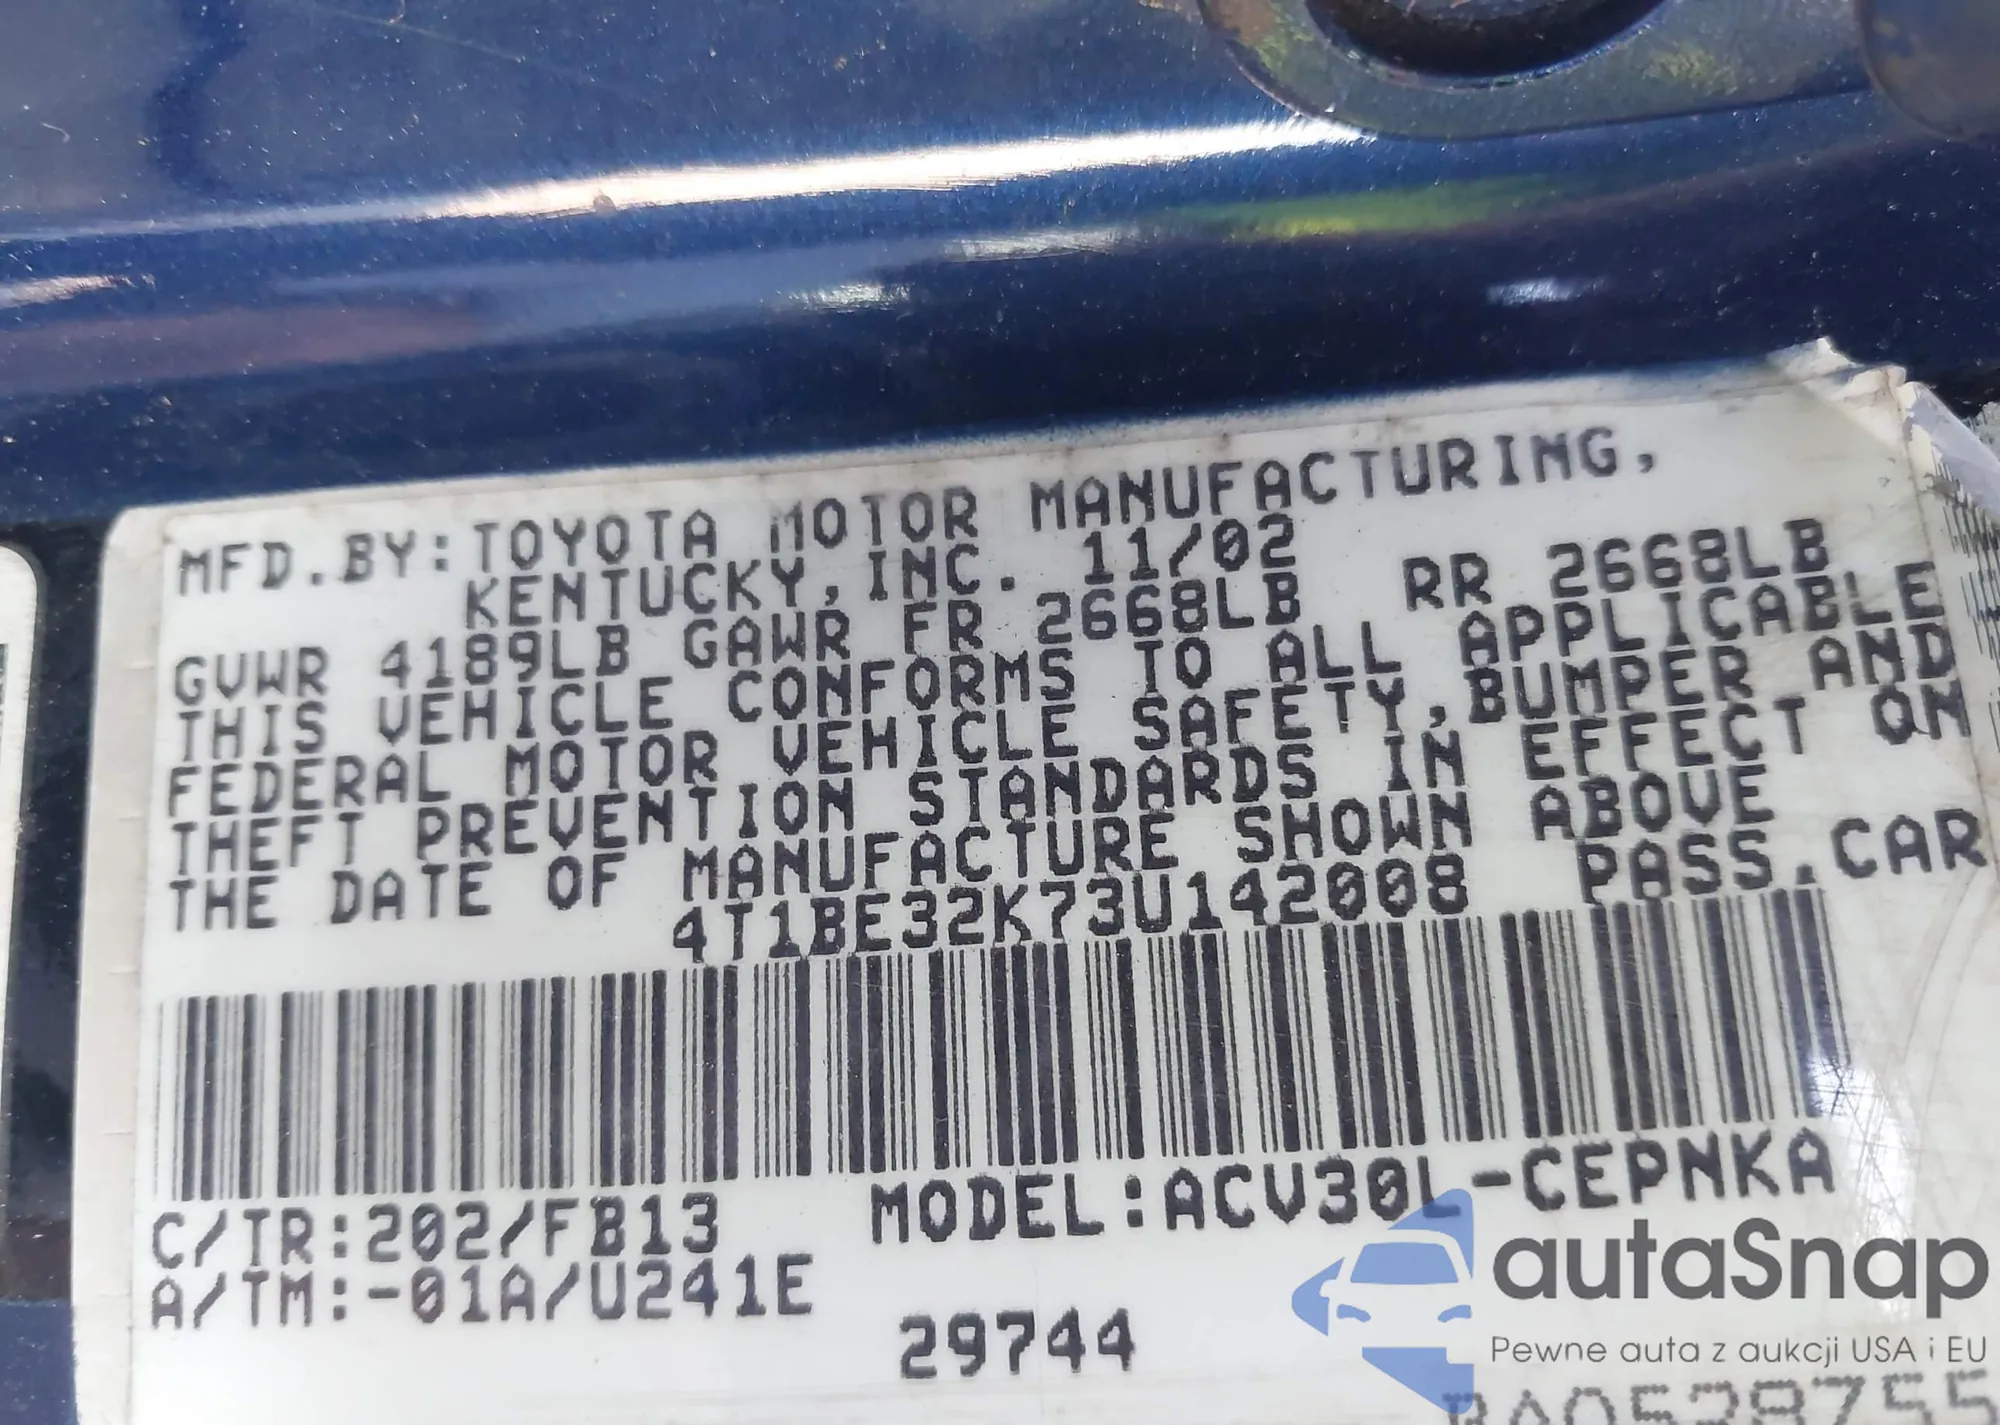 MFD.BY:TOYOTA MOTOR MANUFACTURING,
KENTUCKY,INC. 11/02
GVWR 4189LB GAWR FR 2668LB RR 2668LB
THIS VEHICLE CONFORMS TO ALL APPLICABLE
FEDERAL MOTOR VEHICLE SAFETY,BUMPER AND
THEFT PREVENTION STANDARDS IN EFFECT ON
THE DATE OF MANUFACTURE SHOWN ABOVE
4T1BE32K73U142008 PASS.CAR
C/TR:202/FB13 MODEL:ACV30L-CEPNKA
A/TM:-01A/U241E
29744
autaSnap
Pewne auta z aukcji USA i EU